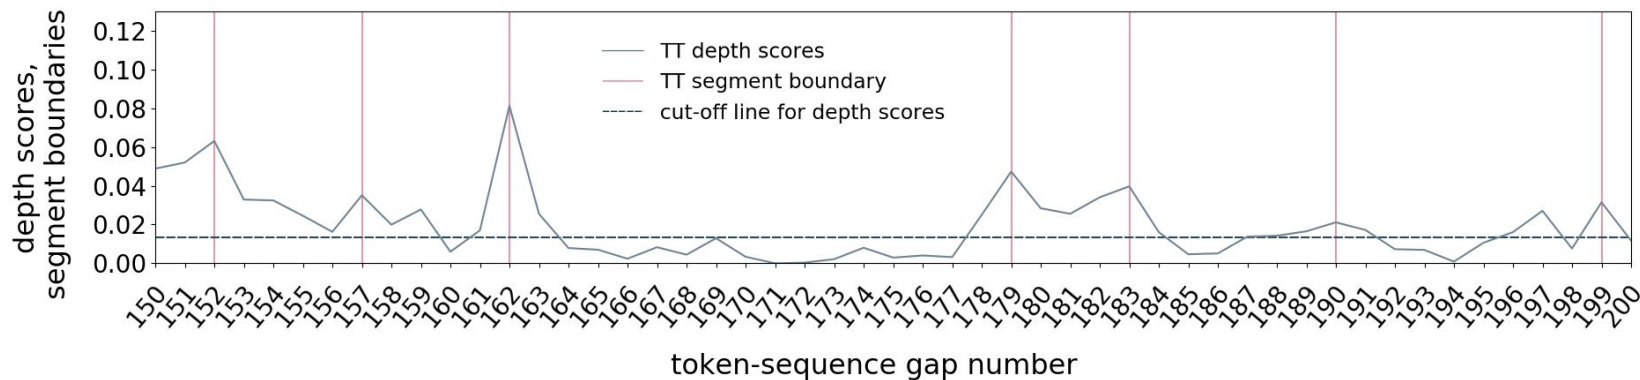 depth scores,
segment boundaries
0.12
0.10
0.08
0.06
0.04
0.02
0.00
TT depth scores
TT segment boundary
cut-off line for depth scores
150 151 152 153 154 155 156 157 158 159 160 161 162 163 164 165 166 167 168 169 170 171 172 173 174 175 176 177 178 179 180 181 182 183 184 185 186 187 188 189 190 191 192 193 194 195 196 197 198 199 200
token-sequence gap number